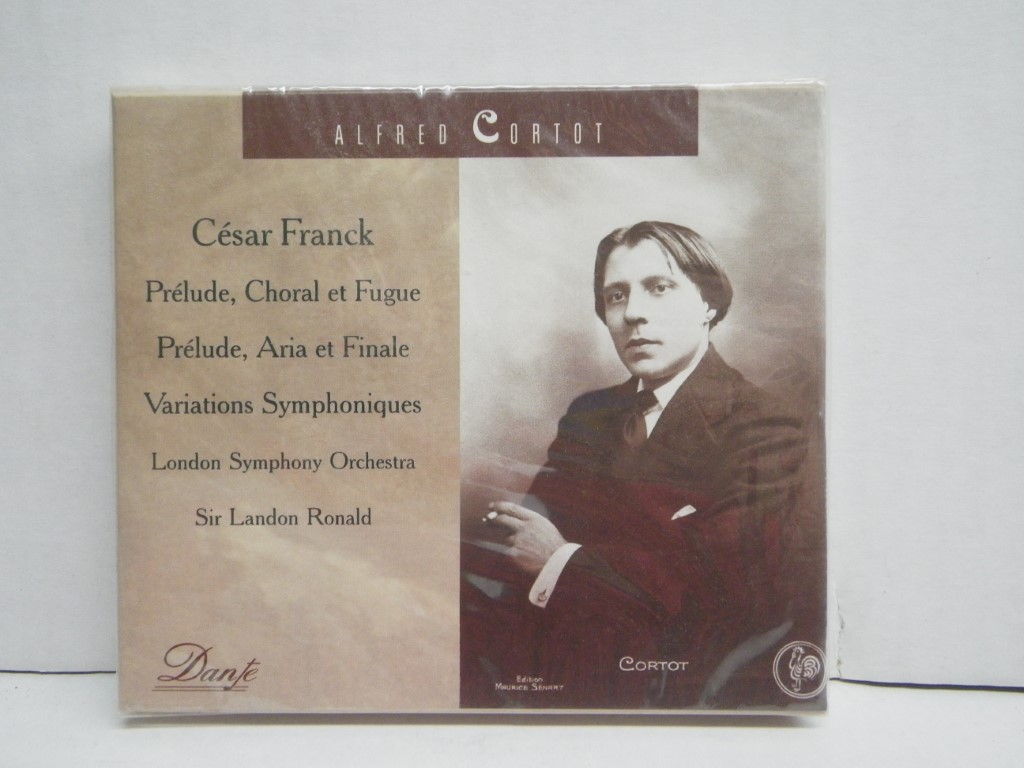 ALFRED CORTOT
César Franck
Prélude, Choral et Fugue
Prélude, Aria et Finale
Variations Symphoniques
London Symphony Orchestra
Sir Landon Ronald
Dante
CORTOT
Edition
MAURICE SENART